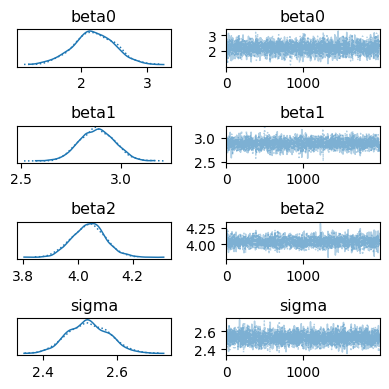 beta0 beta0
3
2
2 3 0 1000
beta1 beta1
3.0
2.5
2.5 3.0 0 1000
beta2 beta2
4.25
4.00
3.8 4.0 4.2 0 1000
sigma sigma
2.6
2.4
2.4 2.6 0 1000